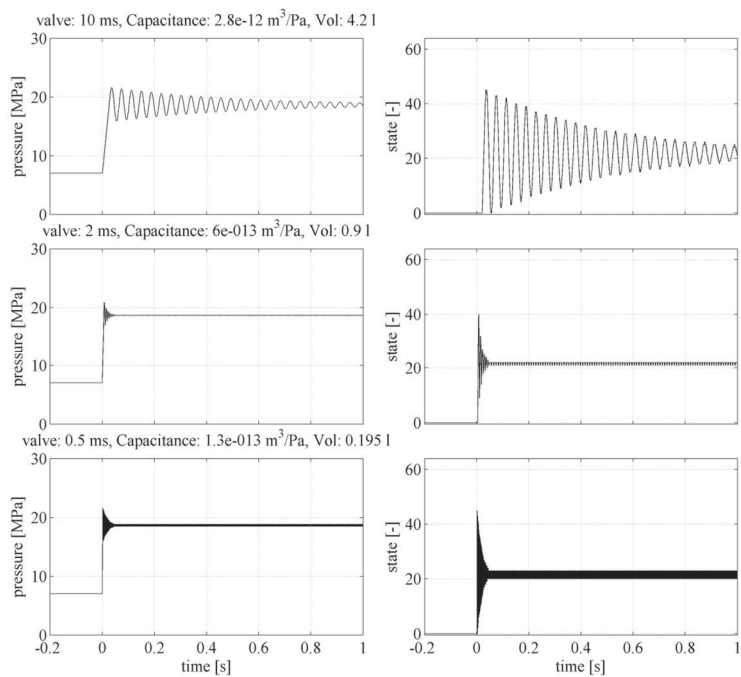 valve: 10 ms, Capacitance: 2.8e-12 m³/Pa, Vol: 4.2 l
30
20
10
0
pressure [MPa]
60
40
20
0
state [-]
valve: 2 ms, Capacitance: 6e-013 m³/Pa, Vol: 0.9 l
30
20
10
0
pressure [MPa]
60
40
20
0
state [-]
valve: 0.5 ms, Capacitance: 1.3e-013 m³/Pa, Vol: 0.195 l
30
20
10
0
pressure [MPa]
-0.2 0 0.2 0.4 0.6 0.8 1
time [s]
60
40
20
0
state [-]
-0.2 0 0.2 0.4 0.6 0.8 1
time [s]